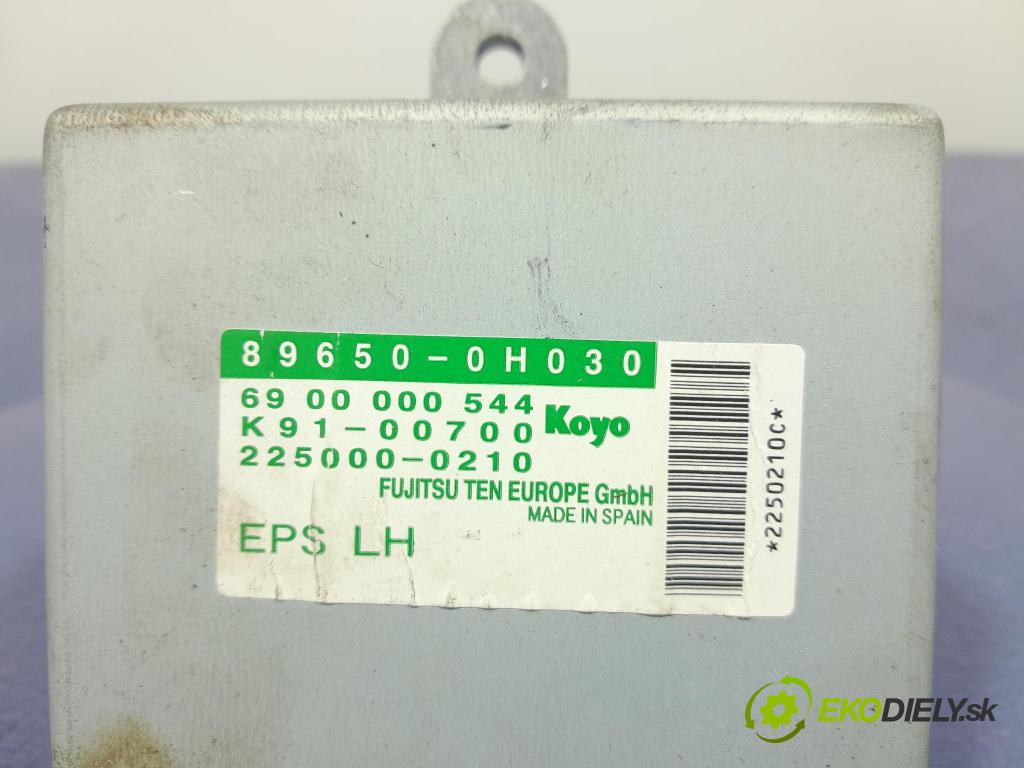 89650-0H030
69 00 000 544
Koyo
K91-00700
225000-0210
FUJITSU TEN EUROPE GmbH
MADE IN SPAIN
EPS LH
*2250210C*
EKODIELY.sk